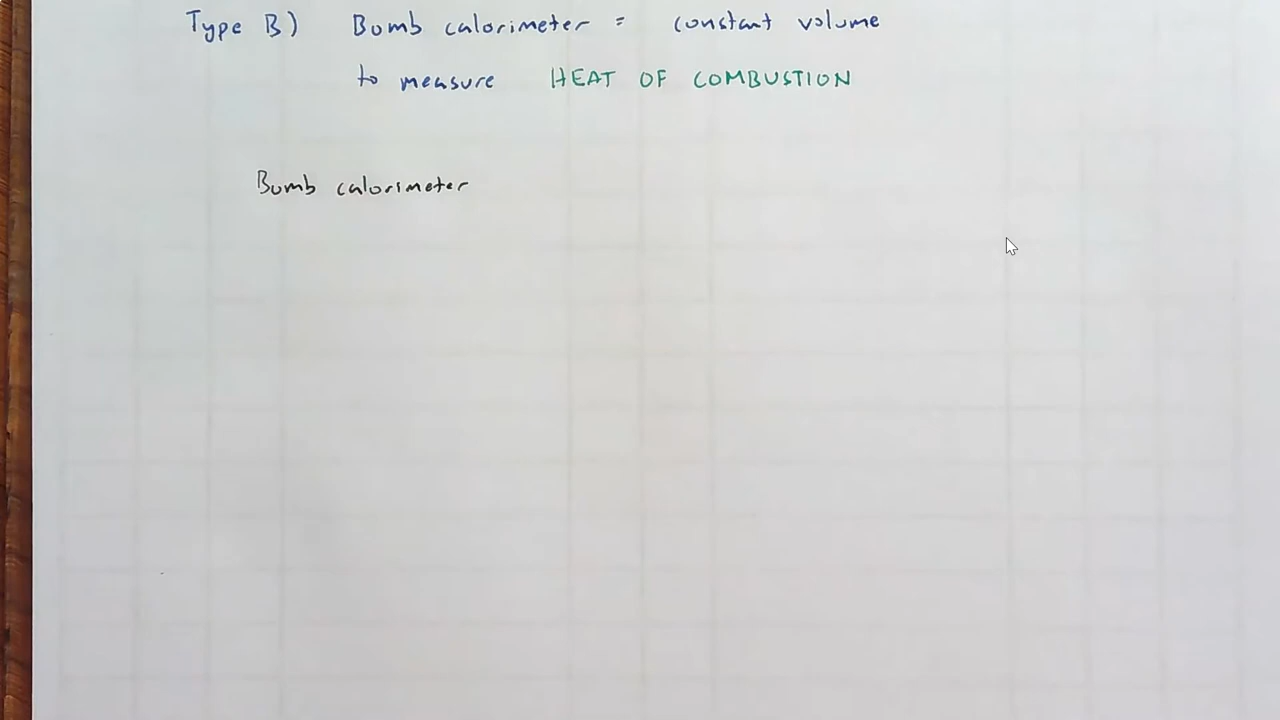 Type B) Bomb calorimeter = constant volume
to measure HEAT OF COMBUSTION
Bomb calorimeter